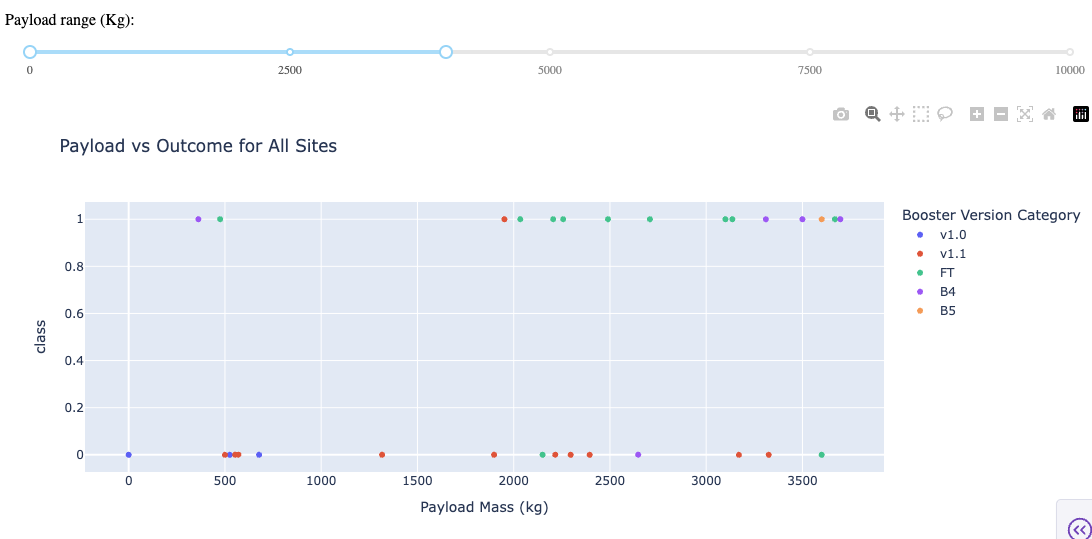 Payload range (Kg):
0 2500 5000 7500 10000
Payload vs Outcome for All Sites
Booster Version Category
v1.0
v1.1
FT
B4
B5
1
0.8
0.6
0.4
0.2
0
class
0 500 1000 1500 2000 2500 3000 3500
Payload Mass (kg)